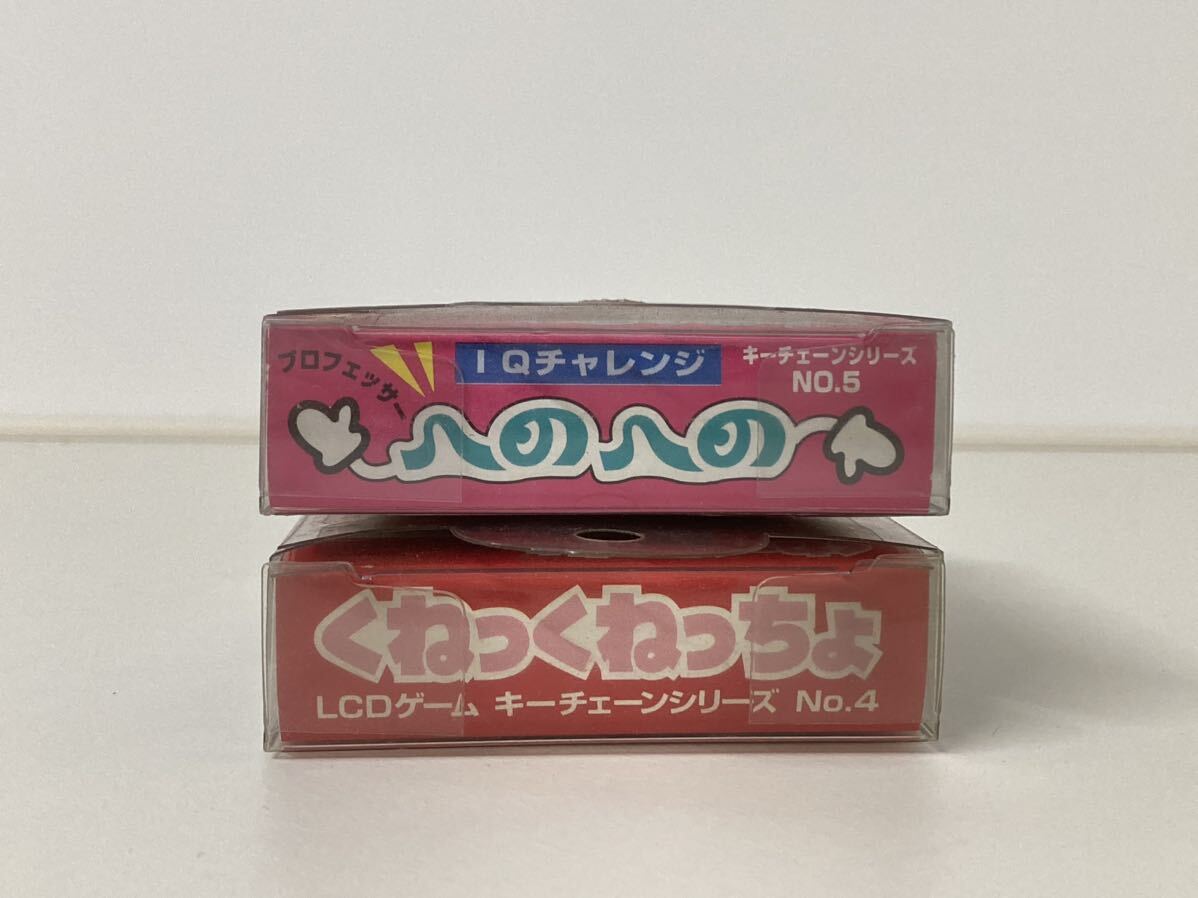 プロフェッサー
IQチャレンジ
キーチェーンシリーズ
NO.5
へのへの
くねっくねっちょ
LCDゲーム キーチェーンシリーズ No.4